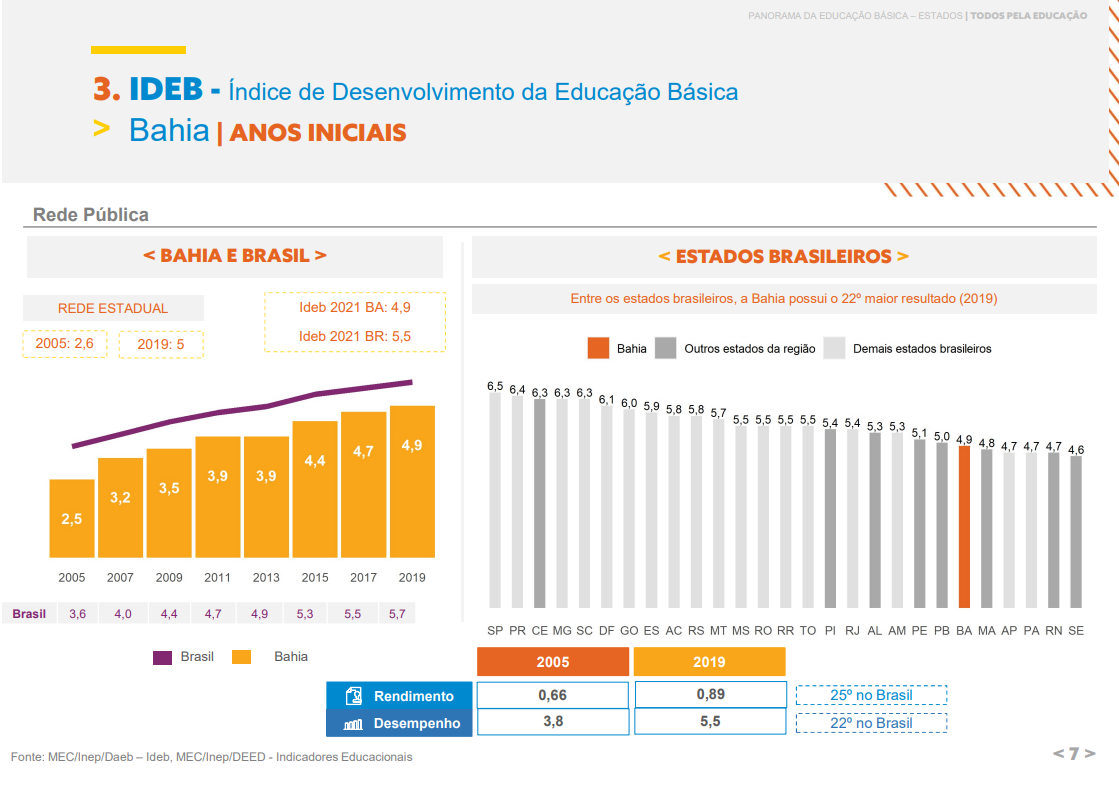 PANORAMA DA EDUCAÇÃO BÁSICA – ESTADOS | TODOS PELA EDUCAÇÃO
3. IDEB - Índice de Desenvolvimento da Educação Básica
> Bahia | ANOS INICIAIS
Rede Pública
< BAHIA E BRASIL >
REDE ESTADUAL
2005: 2,6 2019: 5
Ideb 2021 BA: 4,9
Ideb 2021 BR: 5,5
2,5 3,2 3,5 3,9 3,9 4,4 4,7 4,9
2005 2007 2009 2011 2013 2015 2017 2019
Brasil 3,6 4,0 4,4 4,7 4,9 5,3 5,5 5,7
Brasil Bahia
< ESTADOS BRASILEIROS >
Entre os estados brasileiros, a Bahia possui o 22º maior resultado (2019)
Bahia Outros estados da região Demais estados brasileiros
6,5 6,4 6,3 6,3 6,3 6,1 6,0 5,9 5,8 5,8 5,7 5,5 5,5 5,5 5,5 5,4 5,4 5,3 5,3 5,1 5,0 4,9 4,8 4,7 4,7 4,7 4,6
SP PR CE MG SC DF GO ES AC RS MT MS RO RR TO PI RJ AL AM PE PB BA MA AP PA RN SE
2005 2019
Rendimento 0,66 0,89 25º no Brasil
Desempenho 3,8 5,5 22º no Brasil
Fonte: MEC/Inep/Daeb – Ideb, MEC/Inep/DEED - Indicadores Educacionais
< 7 >